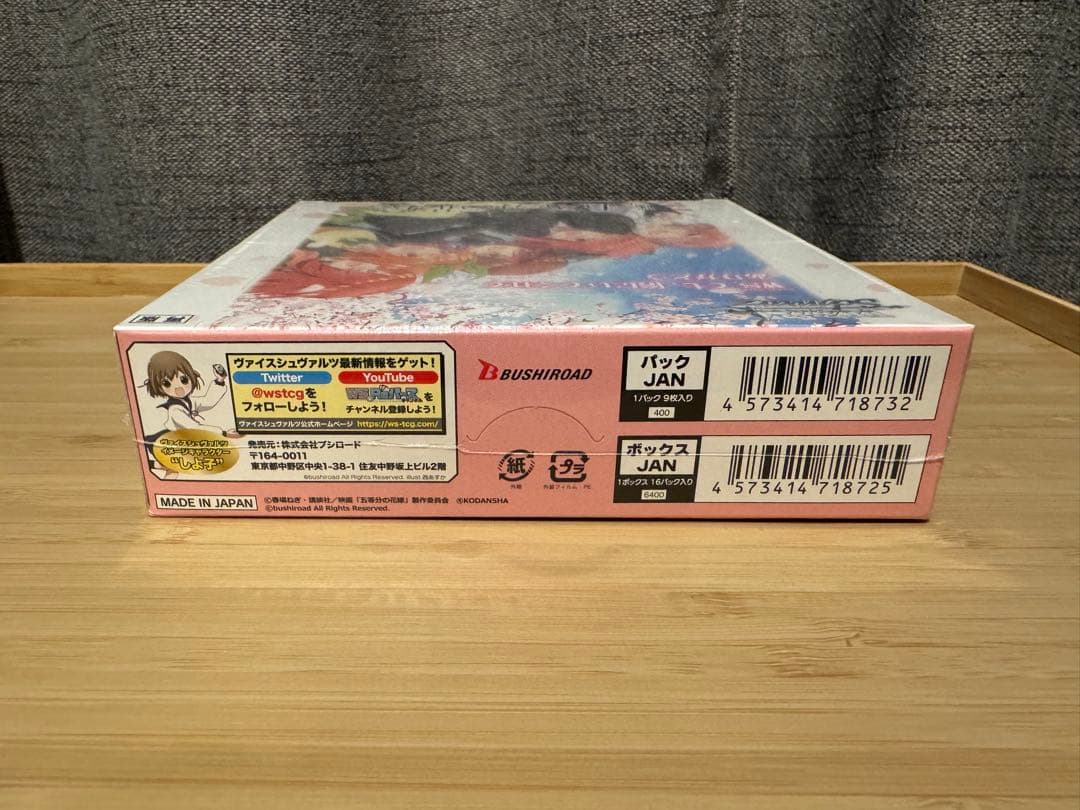 再販
ヴァイスシュヴァルツ最新情報をゲット!
Twitter
@wstcgを
フォローしよう!
YouTube
を
チャンネル登録しよう!
ヴァイスシュヴァルツ公式ホームページ https://ws-tcg.com/
ヴァイスシュヴァルツ
イメージキャラクター
"しよ子"
発売元:株式会社ブシロード
〒164-0011
東京都中野区中央1-38-1 住友中野坂上ビル2階
©bushiroad All Rights Reserved. illust.西あすか
MADE IN JAPAN
©春場ねぎ・講談社/映画「五等分の花嫁」製作委員会 ®KODANSHA
©bushiroad All Rights Reserved.
BUSHIROAD
紙
外箱
プラ
外装フィルム:PE
パック
JAN
1パック 9枚入り
400
4 573414 718732
ボックス
JAN
1ボックス 16パック入り
6400
4 573414 718725